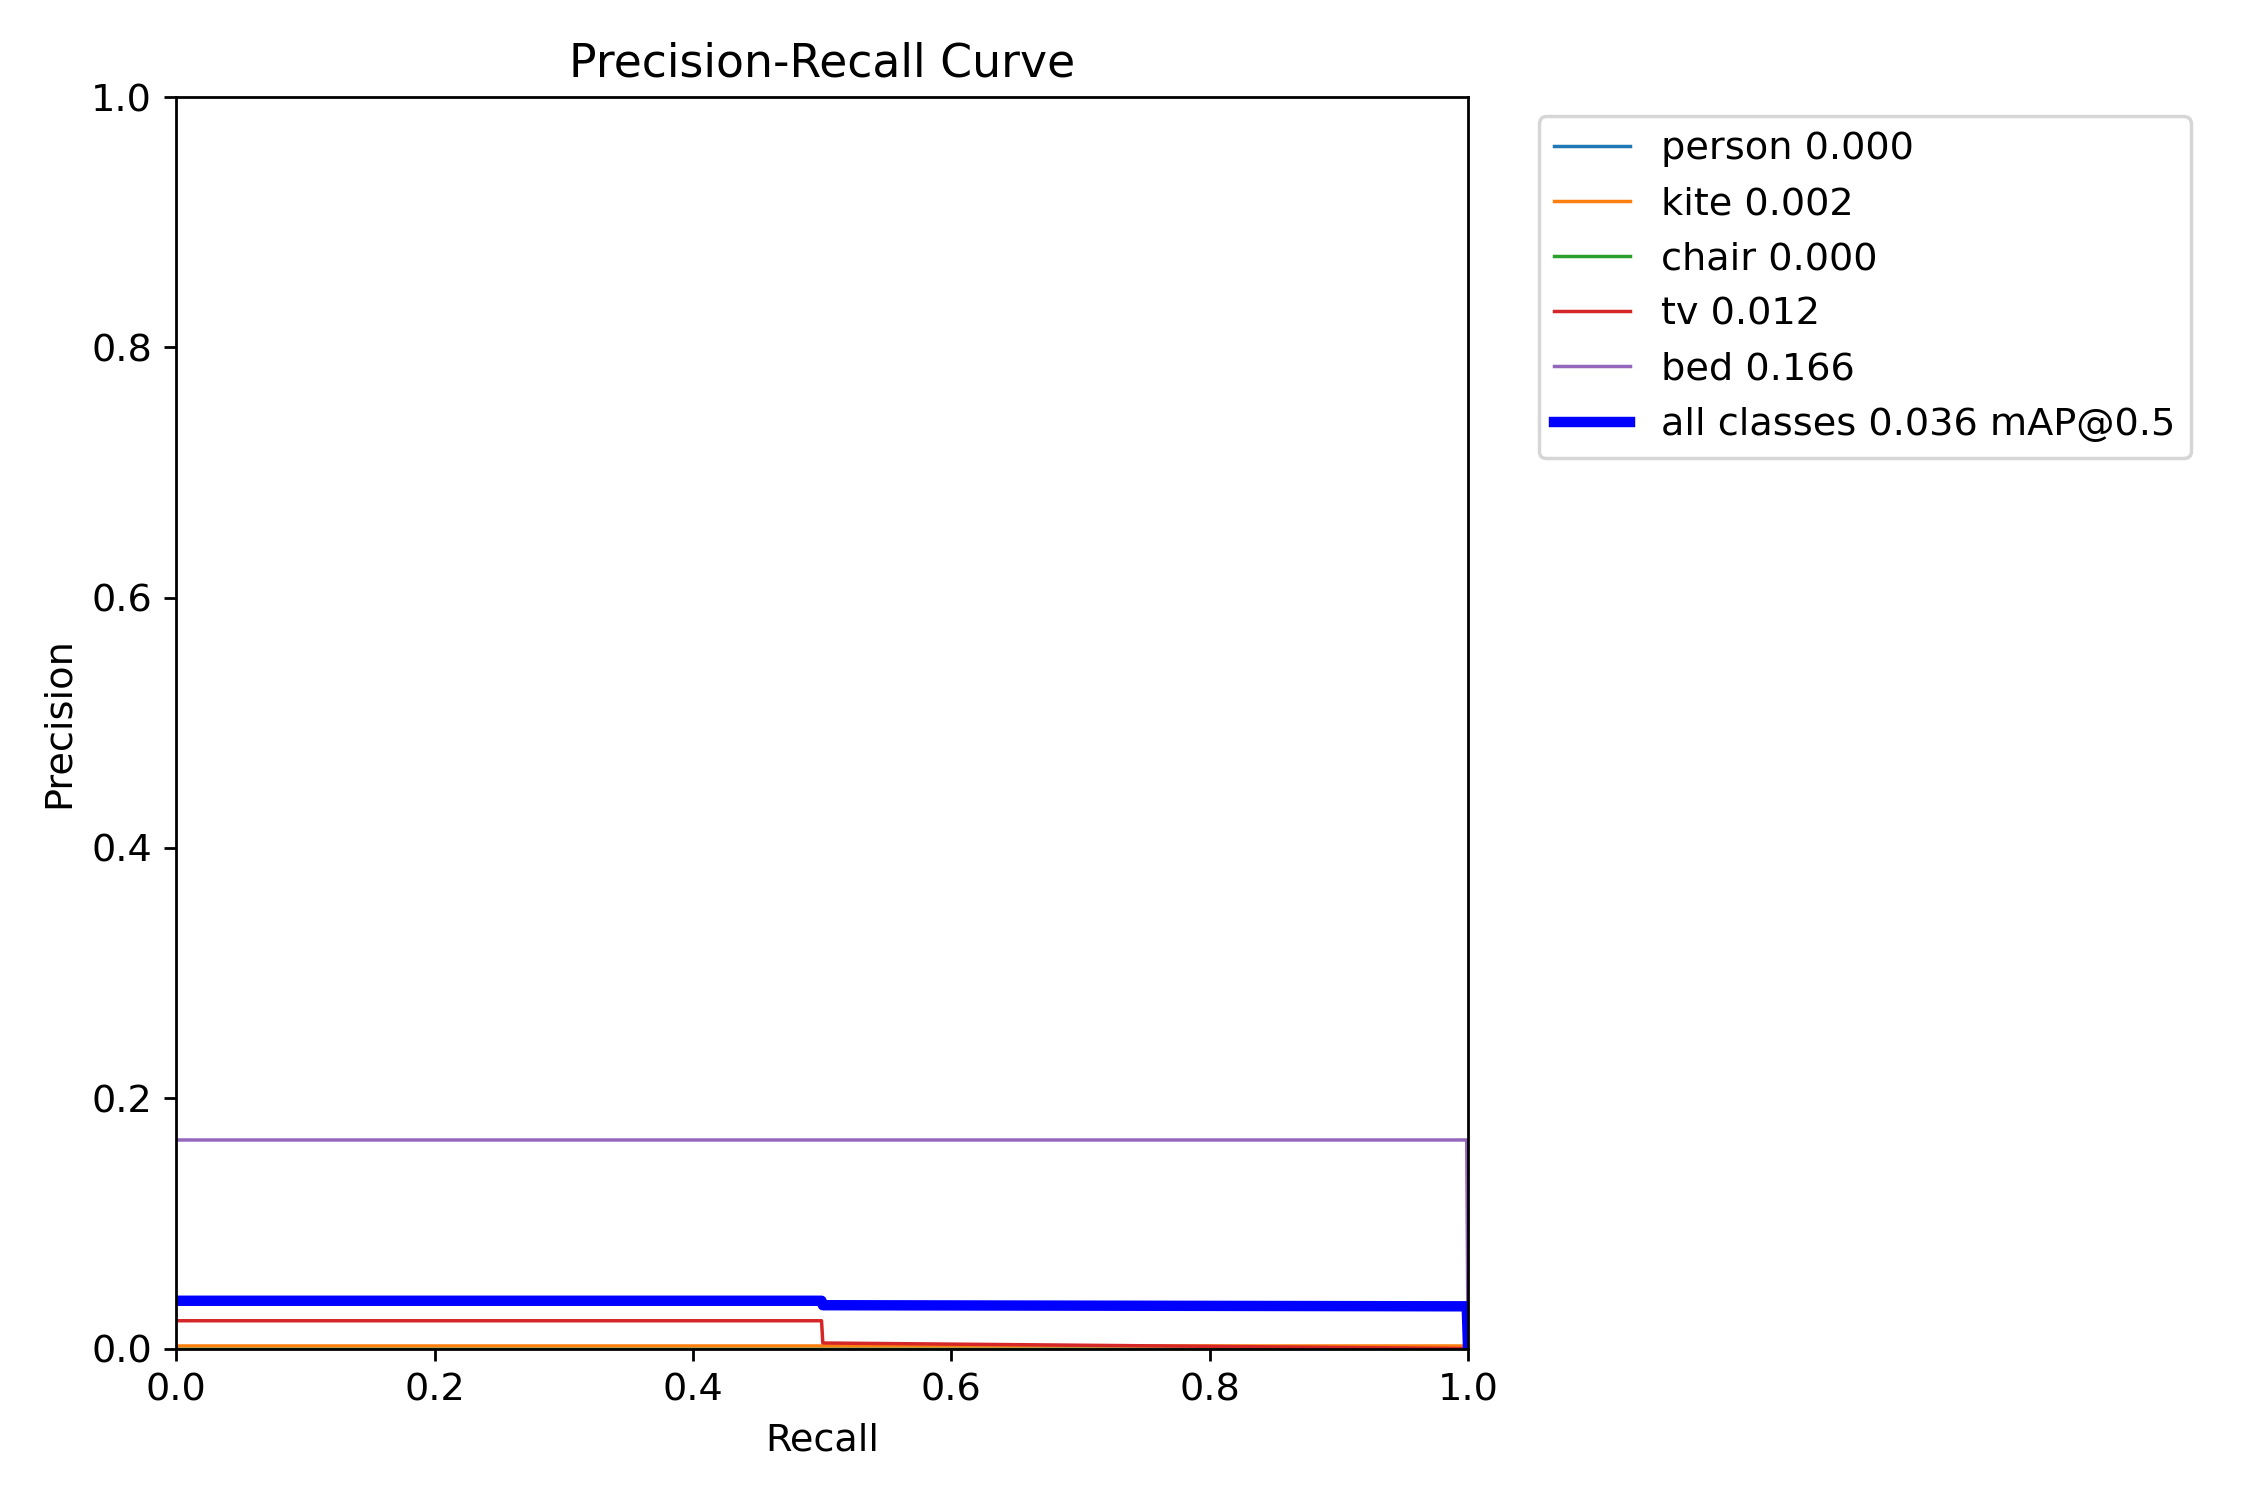 Precision-Recall Curve
1.0
0.8
0.6
0.4
0.2
0.0
Precision
0.0 0.2 0.4 0.6 0.8 1.0
Recall
person 0.000
kite 0.002
chair 0.000
tv 0.012
bed 0.166
all classes 0.036 mAP@0.5